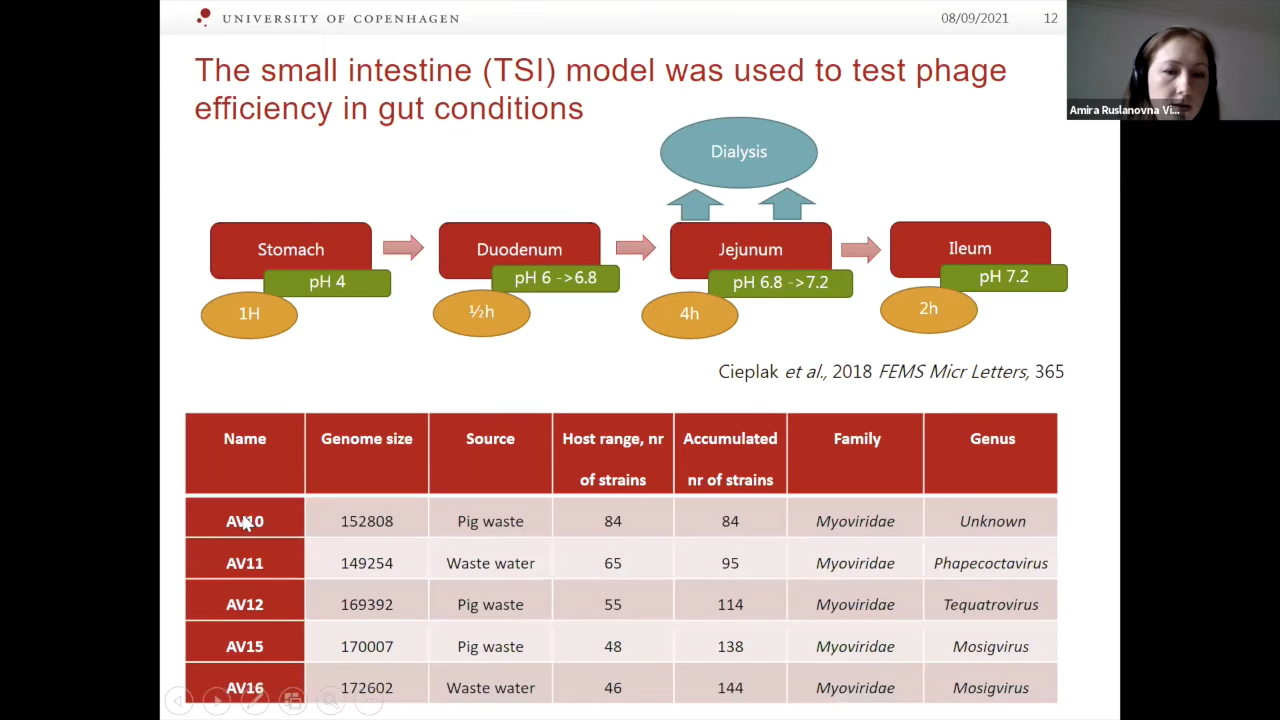 UNIVERSITY OF COPENHAGEN
08/09/2021 12
Amira Ruslanovna Vi...
The small intestine (TSI) model was used to test phage
efficiency in gut conditions
Dialysis
Stomach
Duodenum
Jejunum
Ileum
pH 4
pH 6 ->6.8
pH 6.8 ->7.2
pH 7.2
1H
½h
4h
2h
Cieplak et al., 2018 FEMS Micr Letters, 365
Name Genome size Source Host range, nr Accumulated Family Genus
of strains nr of strains
AV10 152808 Pig waste 84 84 Myoviridae Unknown
AV11 149254 Waste water 65 95 Myoviridae Phapecoctavirus
AV12 169392 Pig waste 55 114 Myoviridae Tequatrovirus
AV15 170007 Pig waste 48 138 Myoviridae Mosigvirus
AV16 172602 Waste water 46 144 Myoviridae Mosigvirus